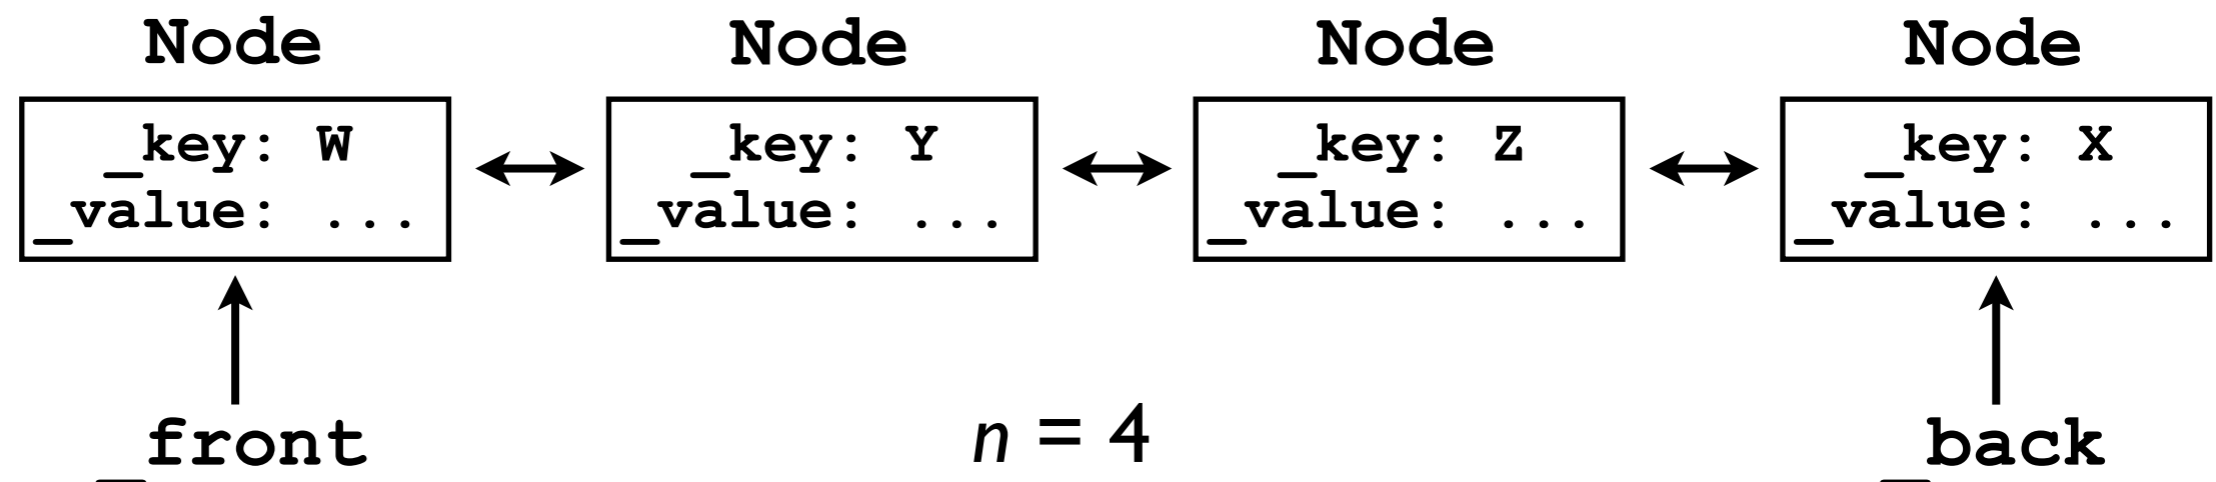 Node Node Node Node
_key: W _key: Y _key: Z _key: X
_value: ... _value: ... _value: ... _value: ...
_front n = 4 _back